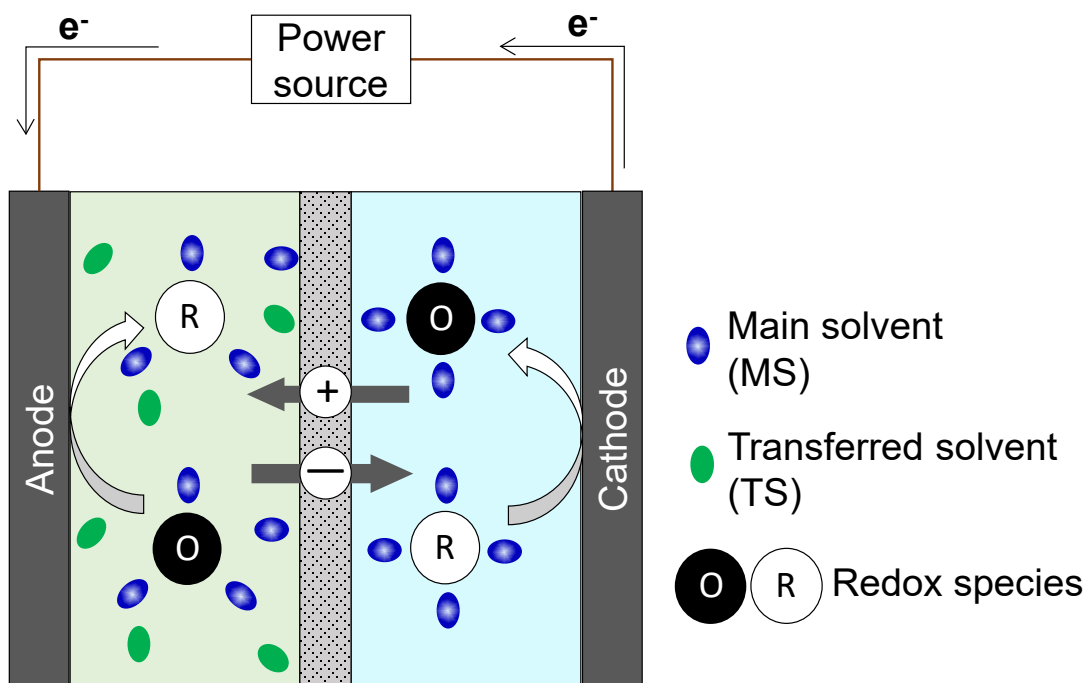 e-
Power
source
e-
Anode
R
O
+
−
O
R
Cathode
Main solvent
(MS)
Transferred solvent
(TS)
O R Redox species